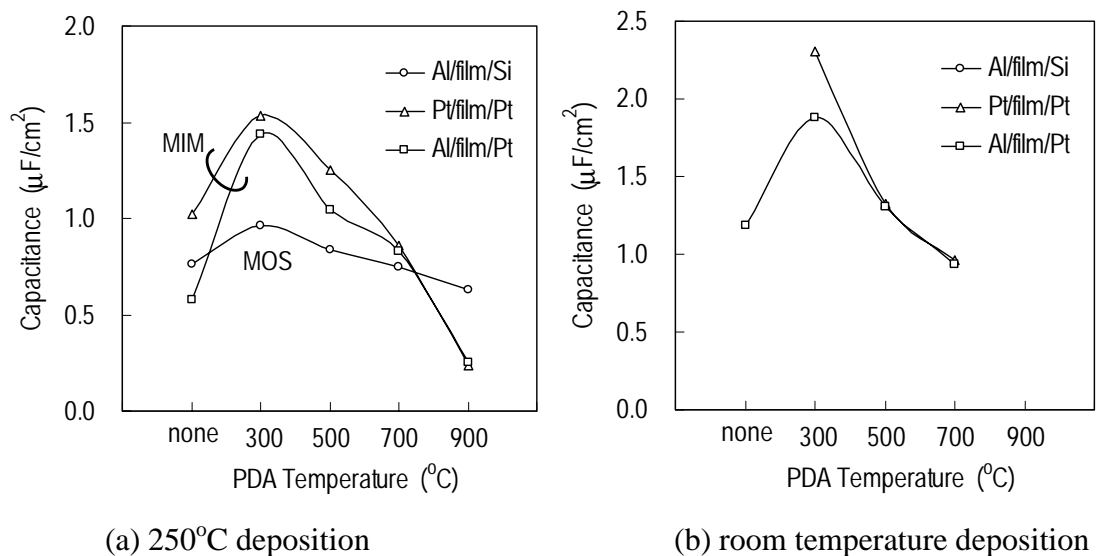 2.0
1.5
1.0
0.5
0.0
Capacitance (μF/cm²)
Al/film/Si
Pt/film/Pt
Al/film/Pt
MIM
MOS
none 300 500 700 900
PDA Temperature (°C)
(a) 250°C deposition
2.5
2.0
1.5
1.0
0.5
0.0
Capacitance (μF/cm²)
Al/film/Si
Pt/film/Pt
Al/film/Pt
none 300 500 700 900
PDA Temperature (°C)
(b) room temperature deposition